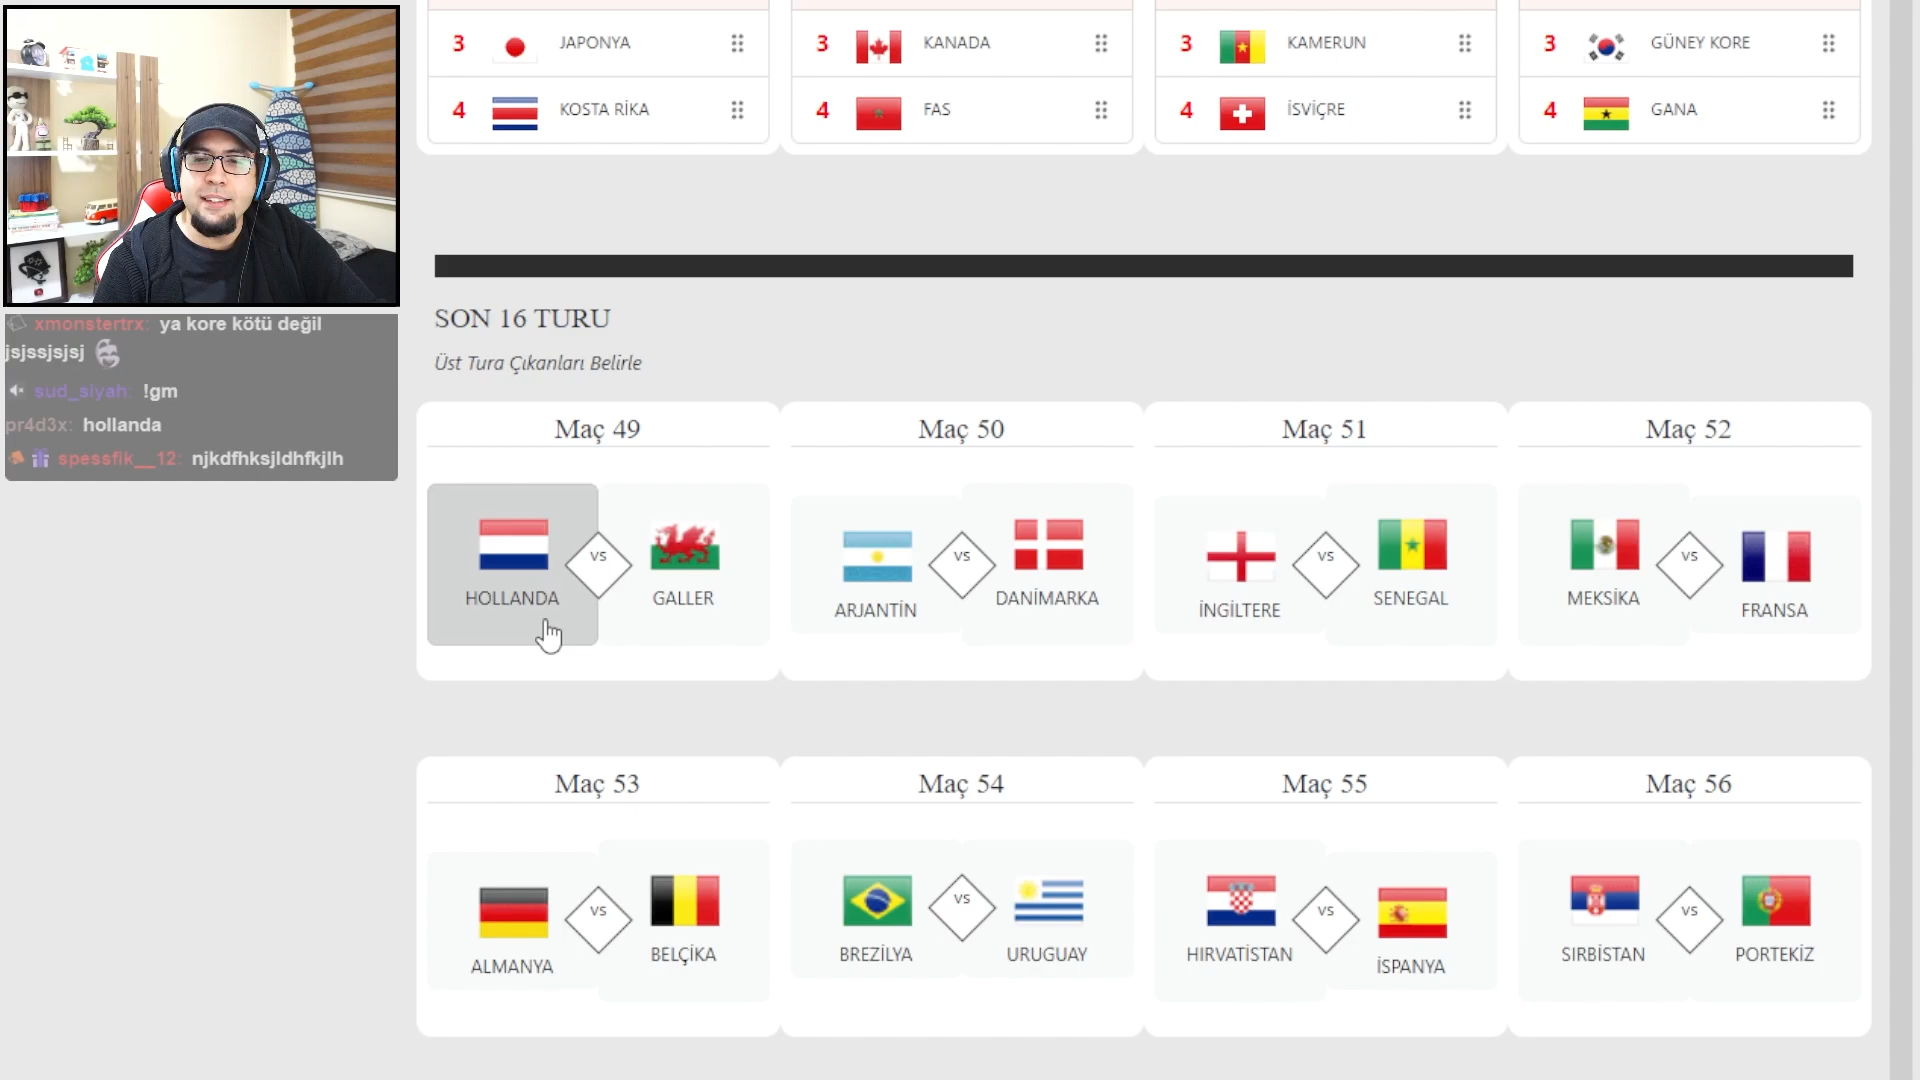 3 JAPONYA
3 KANADA
3 KAMERUN
3 GÜNEY KORE
4 KOSTA RİKA
4 FAS
4 İSVİÇRE
4 GANA
xmonstertrx: ya kore kötü değil
jsjssjsjsj
sud_siyah: !gm
pr4d3x: hollanda
spessfik__12: njkdfhksjldhfkjlh
SON 16 TURU
Üst Tura Çıkanları Belirle
Maç 49
HOLLANDA VS GALLER
Maç 50
ARJANTİN VS DANİMARKA
Maç 51
İNGİLTERE VS SENEGAL
Maç 52
MEKSİKA VS FRANSA
Maç 53
ALMANYA VS BELÇİKA
Maç 54
BREZİLYA VS URUGUAY
Maç 55
HIRVATİSTAN VS İSPANYA
Maç 56
SIRBİSTAN VS PORTEKİZ